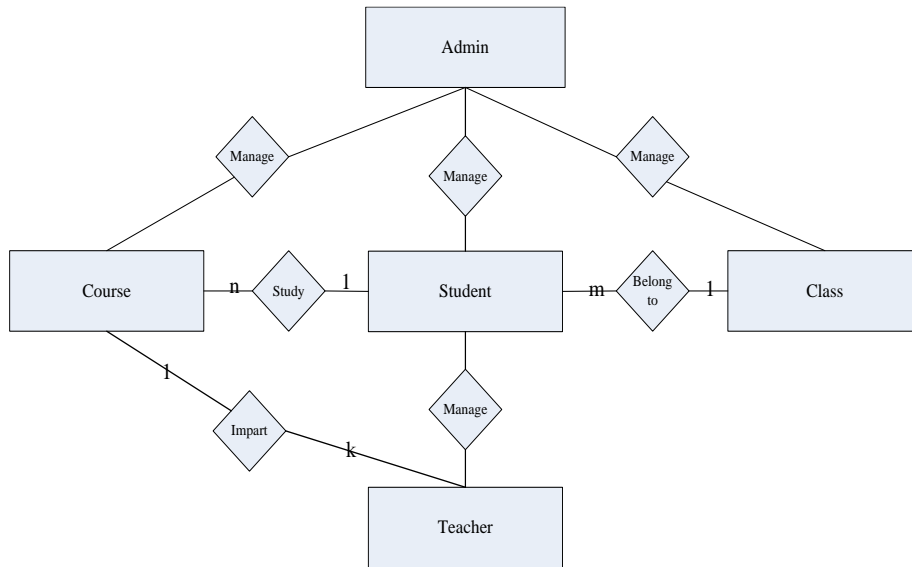 Admin
Manage
Manage
Manage
Course
n
Study
1
Student
m
Belong
to
1
Class
1
Manage
Impart
k
Teacher